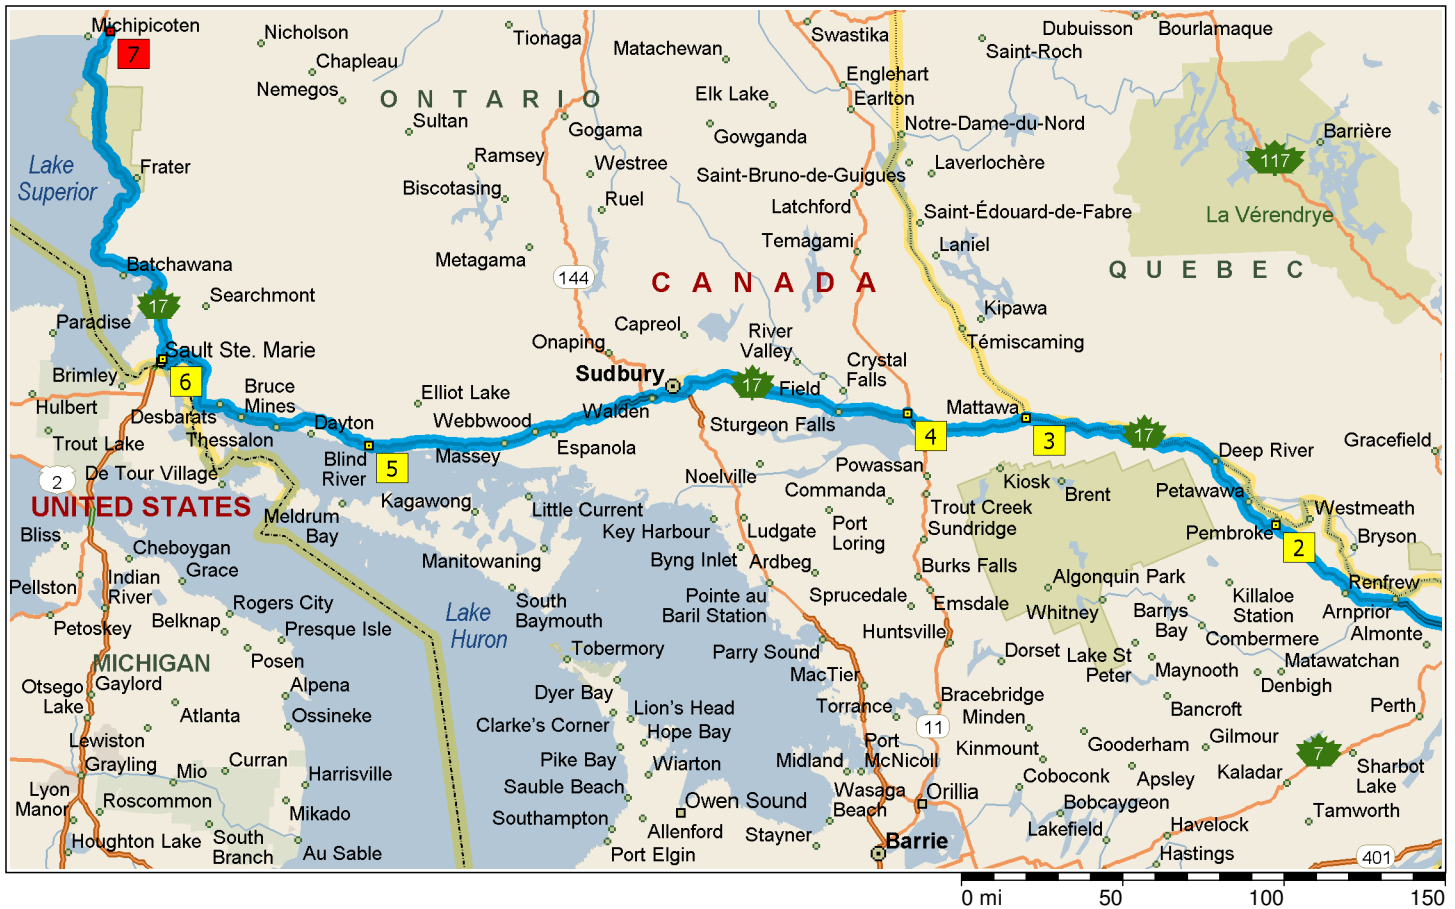 Michipicoten
7
Nicholson
Chapleau
Nemegos
Tionaga
Matachewan
Swastika
Dubuisson
Bourlamaque
Saint-Roch
Englehart
Earlton
Elk Lake
Gowganda
ONTARIO
Sultan
Gogama
Ramsey
Westree
Biscotasing
Ruel
Metagama
144
Notre-Dame-du-Nord
Laverlochère
Saint-Bruno-de-Guigues
Latchford
Saint-Édouard-de-Fabre
Temagami
Laniel
Barrière
117
La Vérendrye
QUEBEC
CANADA
Lake
Superior
Frater
Batchawana
17
Searchmont
Paradise
Sault Ste. Marie
Brimley
6
Hulbert
Desbarats
Bruce
Mines
Trout Lake
Thessalon
Dayton
De Tour Village
2
UNITED STATES
Elliot Lake
Webbwood
Massey
Blind
River
5
Espanola
Walden
Sudbury
Onaping
Capreol
River
Valley
17
Field
Crystal
Falls
Sturgeon Falls
4
Mattawa
3
17
Kipawa
Témiscaming
Deep River
Gracefield
Petawawa
Pembroke
2
Westmeath
Bryson
Renfrew
Arnprior
Almonte
Noelville
Powassan
Commanda
Kiosk
Brent
Trout Creek
Sundridge
Port
Loring
Ludgate
Key Harbour
Byng Inlet
Ardbeg
Burks Falls
Algonquin Park
Kagawong
Little Current
Meldrum
Bay
Manitowaning
Bliss
Cheboygan
Grace
Pellston
Indian
River
Rogers City
Belknap
Petoskey
Presque Isle
MICHIGAN
Posen
Lake
Huron
South
Baymouth
Tobermory
Pointe au
Baril Station
Sprucedale
Emsdale
Huntsville
Whitney
Barrys
Bay
Killaloe
Station
Combermere
Parry Sound
MacTier
Torrance
Dorset
Lake St
Peter
Maynooth
Matawatchan
Denbigh
Otsego
Lake
Gaylord
Alpena
Atlanta
Ossineke
Dyer Bay
Lion's Head
Clarke's Corner
Hope Bay
Bracebridge
Minden
Bancroft
Perth
11
Lewiston
Grayling
Mio
Curran
Harrisville
Pike Bay
Wiarton
Sauble Beach
Port
McNicoll
Midland
Kinmount
Gooderham
Gilmour
7
Coboconk
Apsley
Kaladar
Sharbot
Lake
Lyon
Manor
Roscommon
Mikado
Owen Sound
Southampton
Allenford
Wasaga
Beach
Orillia
Bobcaygeon
Lakefield
Havelock
Tamworth
Houghton Lake
South
Branch
Au Sable
Port Elgin
Stayner
Barrie
Hastings
401
0 mi
50
100
150